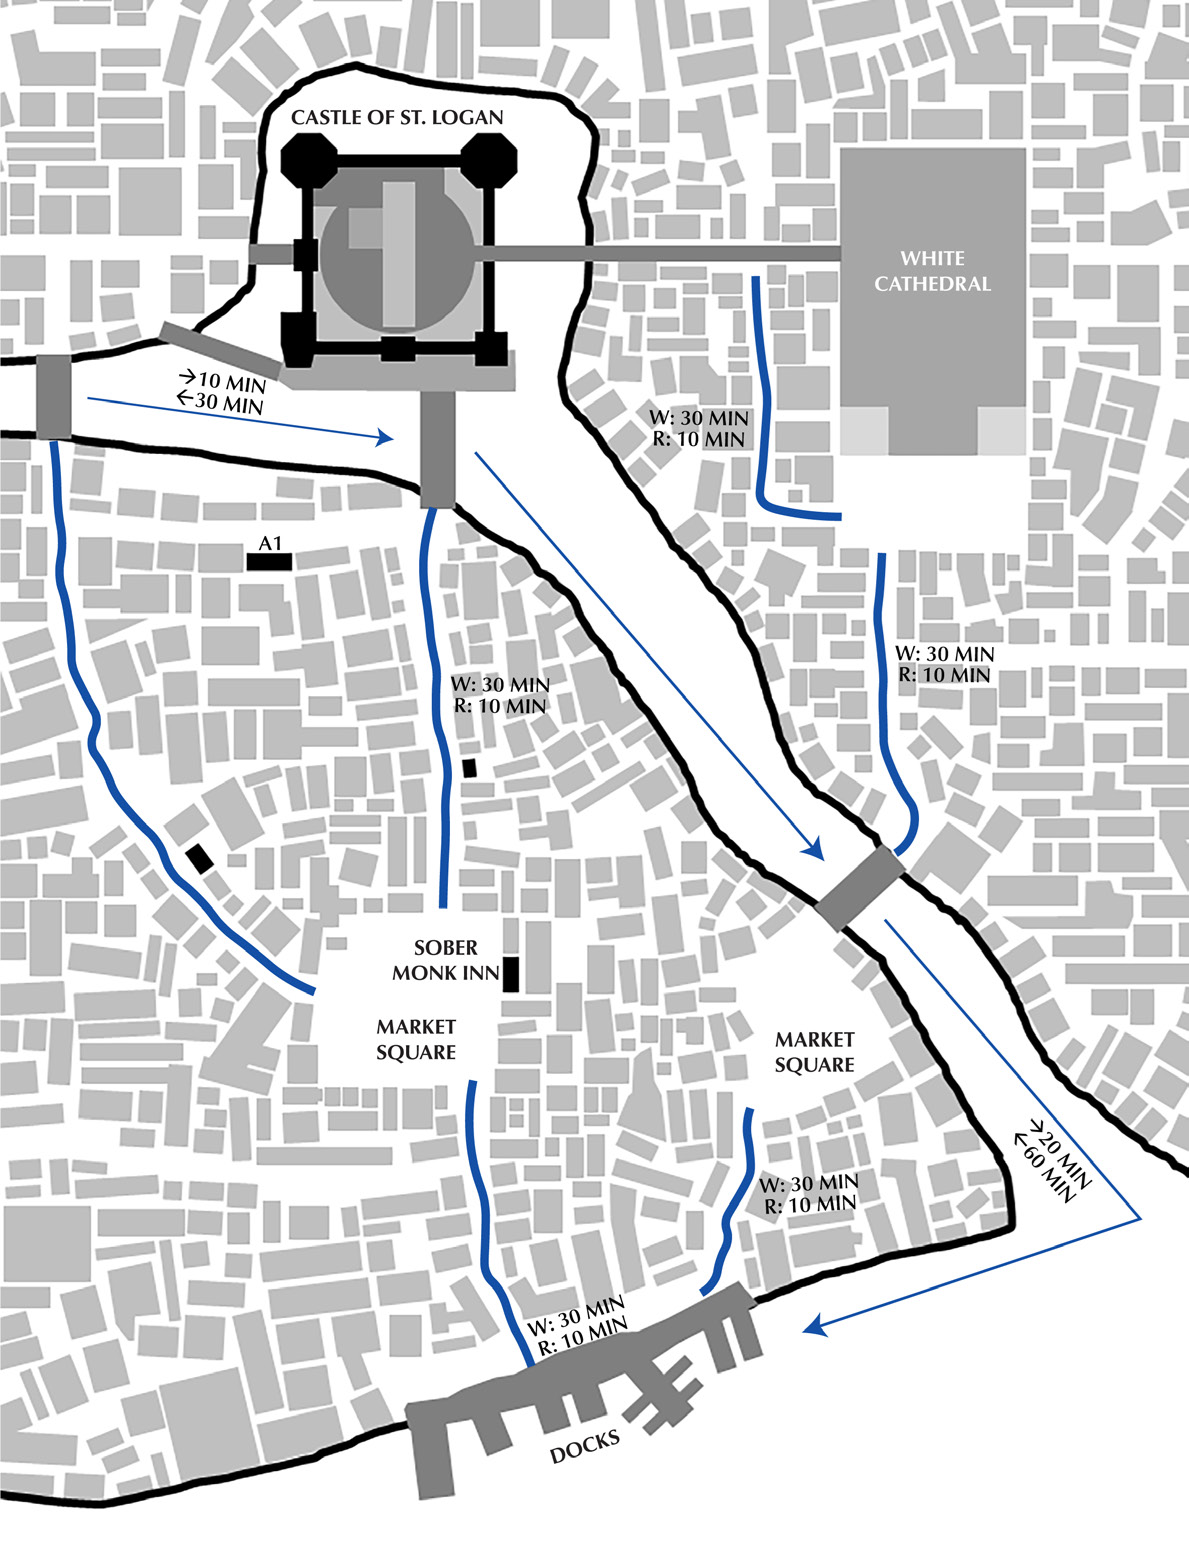 CASTLE OF ST. LOGAN
WHITE
CATHEDRAL
→10 MIN
←30 MIN
W: 30 MIN
R: 10 MIN
A1
W: 30 MIN
R: 10 MIN
W: 30 MIN
R: 10 MIN
SOBER
MONK INN
MARKET
SQUARE
MARKET
SQUARE
→20 MIN
←60 MIN
W: 30 MIN
R: 10 MIN
W: 30 MIN
R: 10 MIN
DOCKS